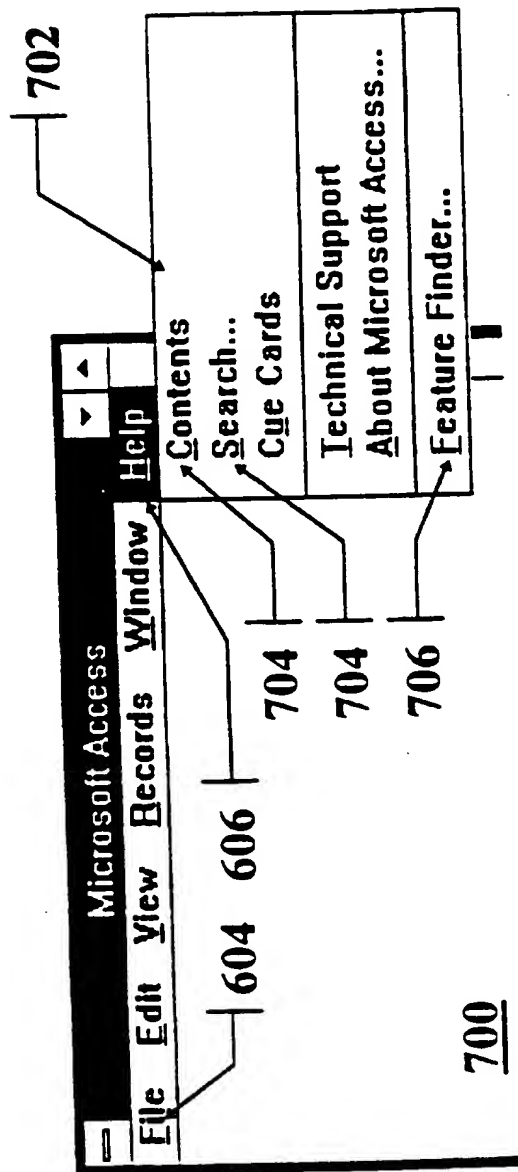 Microsoft Access
File Edit View Records Window Help
702
Contents
Search...
Cue Cards
Technical Support
About Microsoft Access...
Feature Finder...
604 606
704
704
706
700